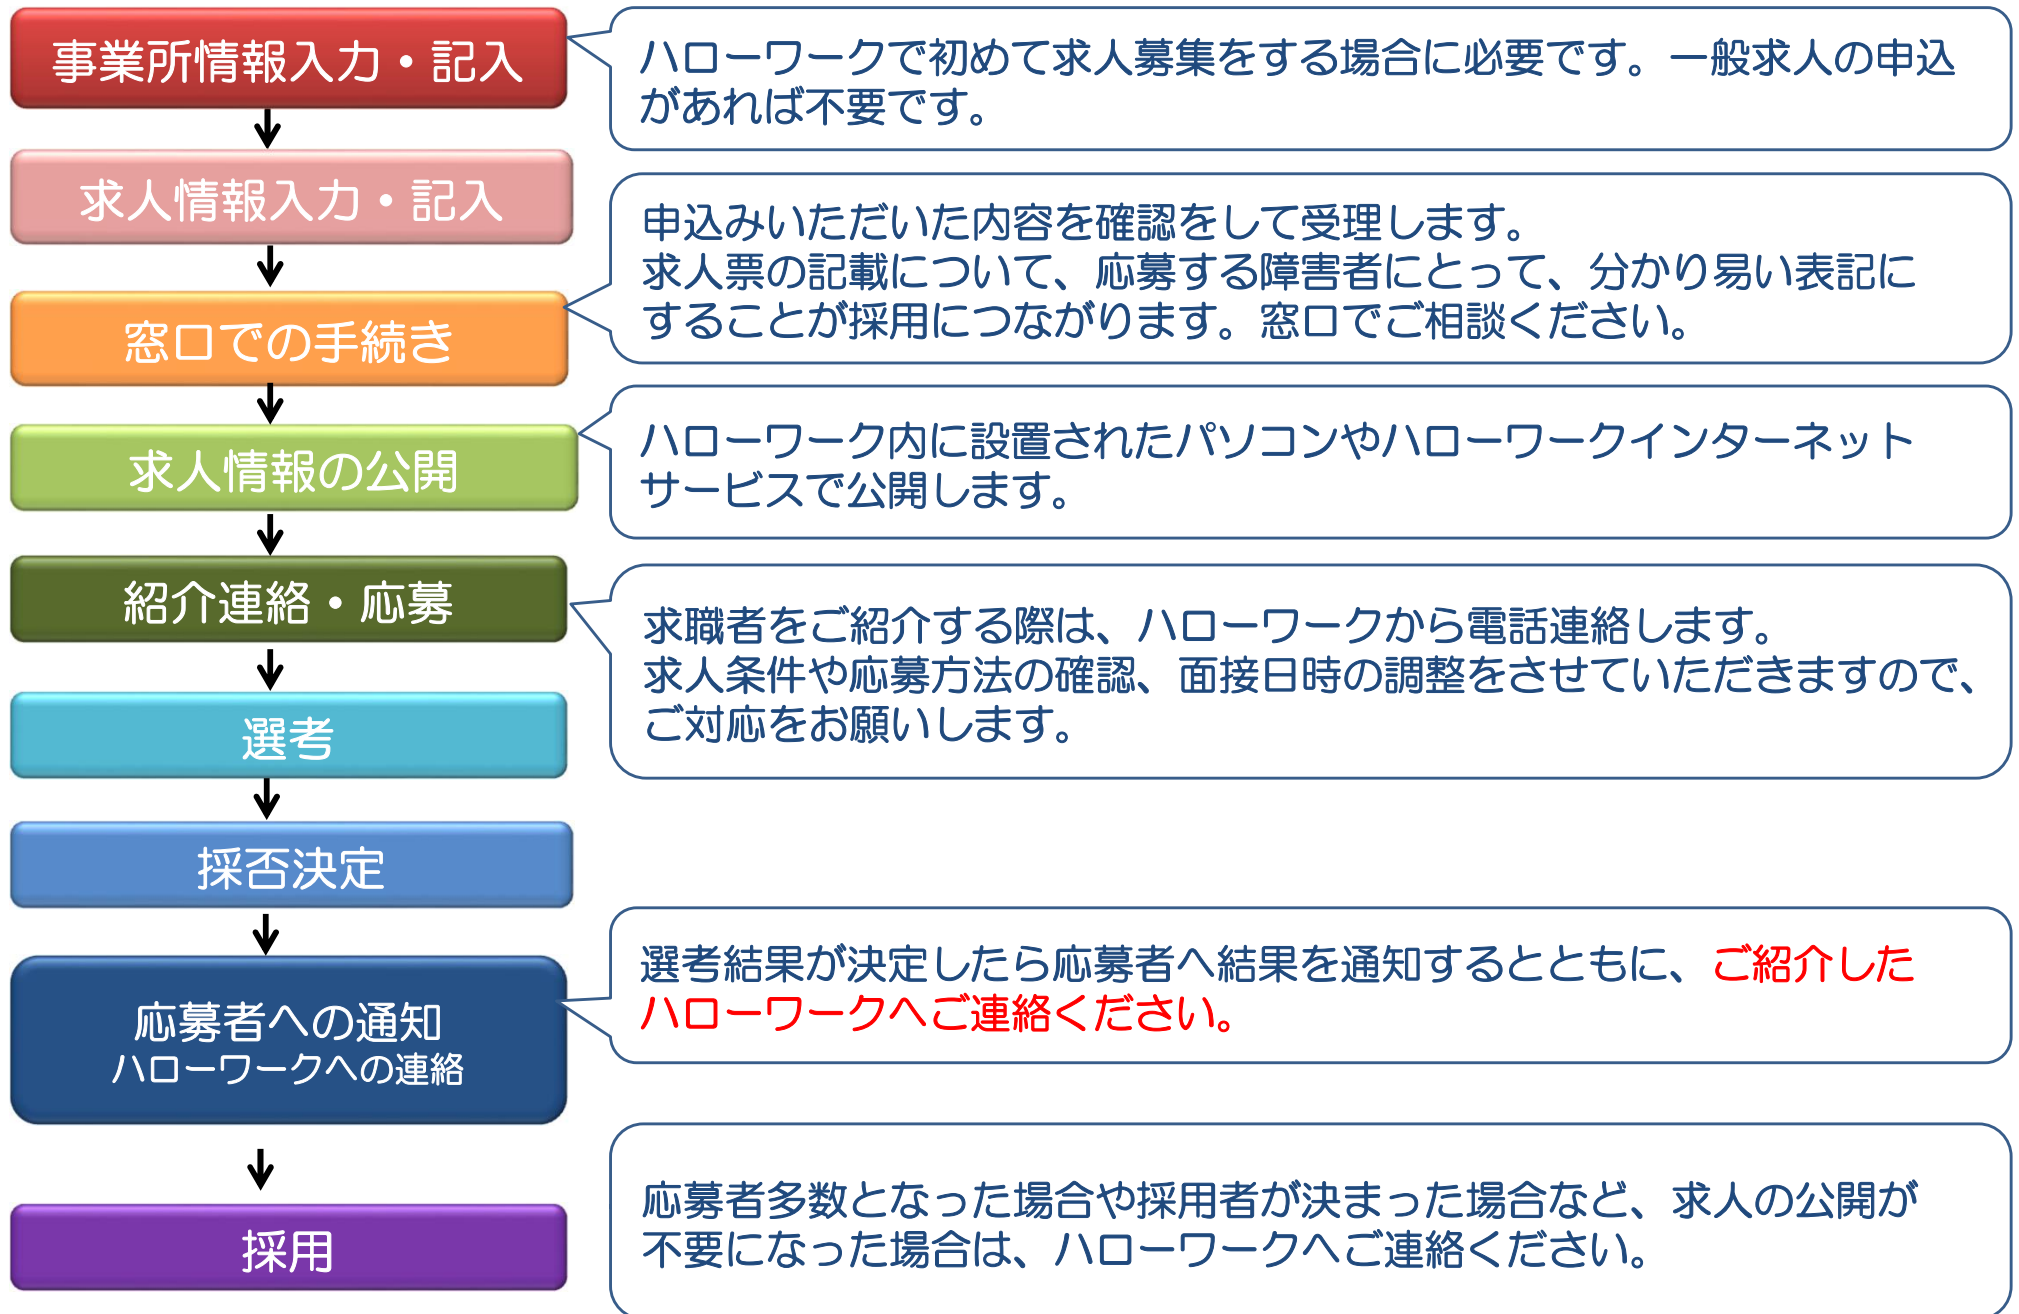 事業所情報入力・記入
ハローワークで初めて求人募集をする場合に必要です。一般求人の申込
があれば不要です。
求人情報入力・記入
申込みいただいた内容を確認をして受理します。
求人票の記載について、応募する障害者にとって、分かり易い表記に
することが採用につながります。窓口でご相談ください。
窓口での手続き
ハローワーク内に設置されたパソコンやハローワークインターネット
サービスで公開します。
求人情報の公開
紹介連絡・応募
求職者をご紹介する際は、ハローワークから電話連絡します。
求人条件や応募方法の確認、面接日時の調整をさせていただきますので、
ご対応をお願いします。
選考
採否決定
選考結果が決定したら応募者へ結果を通知するとともに、ご紹介した
ハローワークへご連絡ください。
応募者への通知
ハローワークへの連絡
応募者多数となった場合や採用者が決まった場合など、求人の公開が
不要になった場合は、ハローワークへご連絡ください。
採用